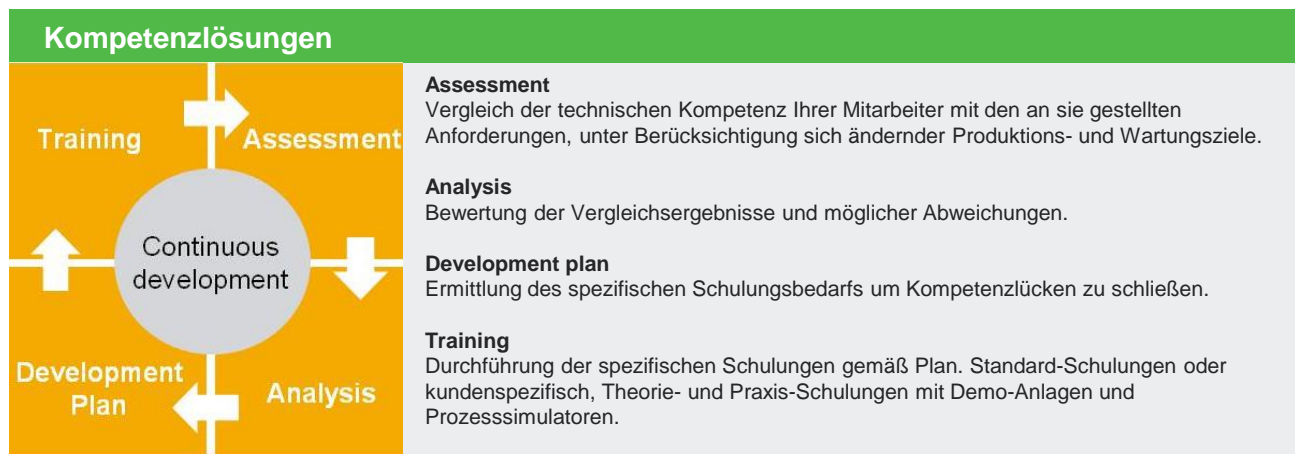 Kompetenzlösungen
Training
Assessment
Continuous
development
Development
Plan
Analysis
Assessment
Vergleich der technischen Kompetenz Ihrer Mitarbeiter mit den an sie gestellten
Anforderungen, unter Berücksichtigung sich ändernder Produktions- und Wartungsziele.
Analysis
Bewertung der Vergleichsergebnisse und möglicher Abweichungen.
Development plan
Ermittlung des spezifischen Schulungsbedarfs um Kompetenzlücken zu schließen.
Training
Durchführung der spezifischen Schulungen gemäß Plan. Standard-Schulungen oder
kundenspezifisch, Theorie- und Praxis-Schulungen mit Demo-Anlagen und
Prozesssimulatoren.